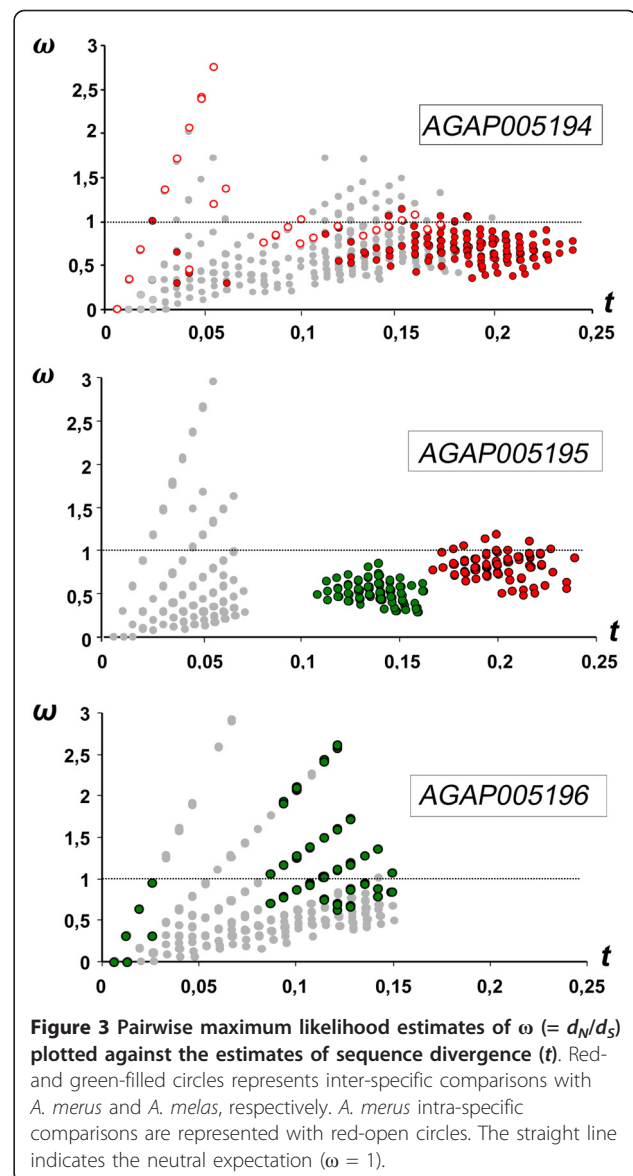 ω
3
2,5
2
1,5
1
0,5
0
AGAP005194
0 0,05 0,1 0,15 0,2 0,25
t
ω
3
2,5
2
1,5
1
0,5
0
AGAP005195
0 0,05 0,1 0,15 0,2 0,25
t
ω
3
2,5
2
1,5
1
0,5
0
AGAP005196
0 0,05 0,1 0,15 0,2 0,25
t
Figure 3 Pairwise maximum likelihood estimates of ω (= dN/dS)
plotted against the estimates of sequence divergence (t). Red-
and green-filled circles represents inter-specific comparisons with
A. merus and A. melas, respectively. A. merus intra-specific
comparisons are represented with red-open circles. The straight line
indicates the neutral expectation (ω = 1).